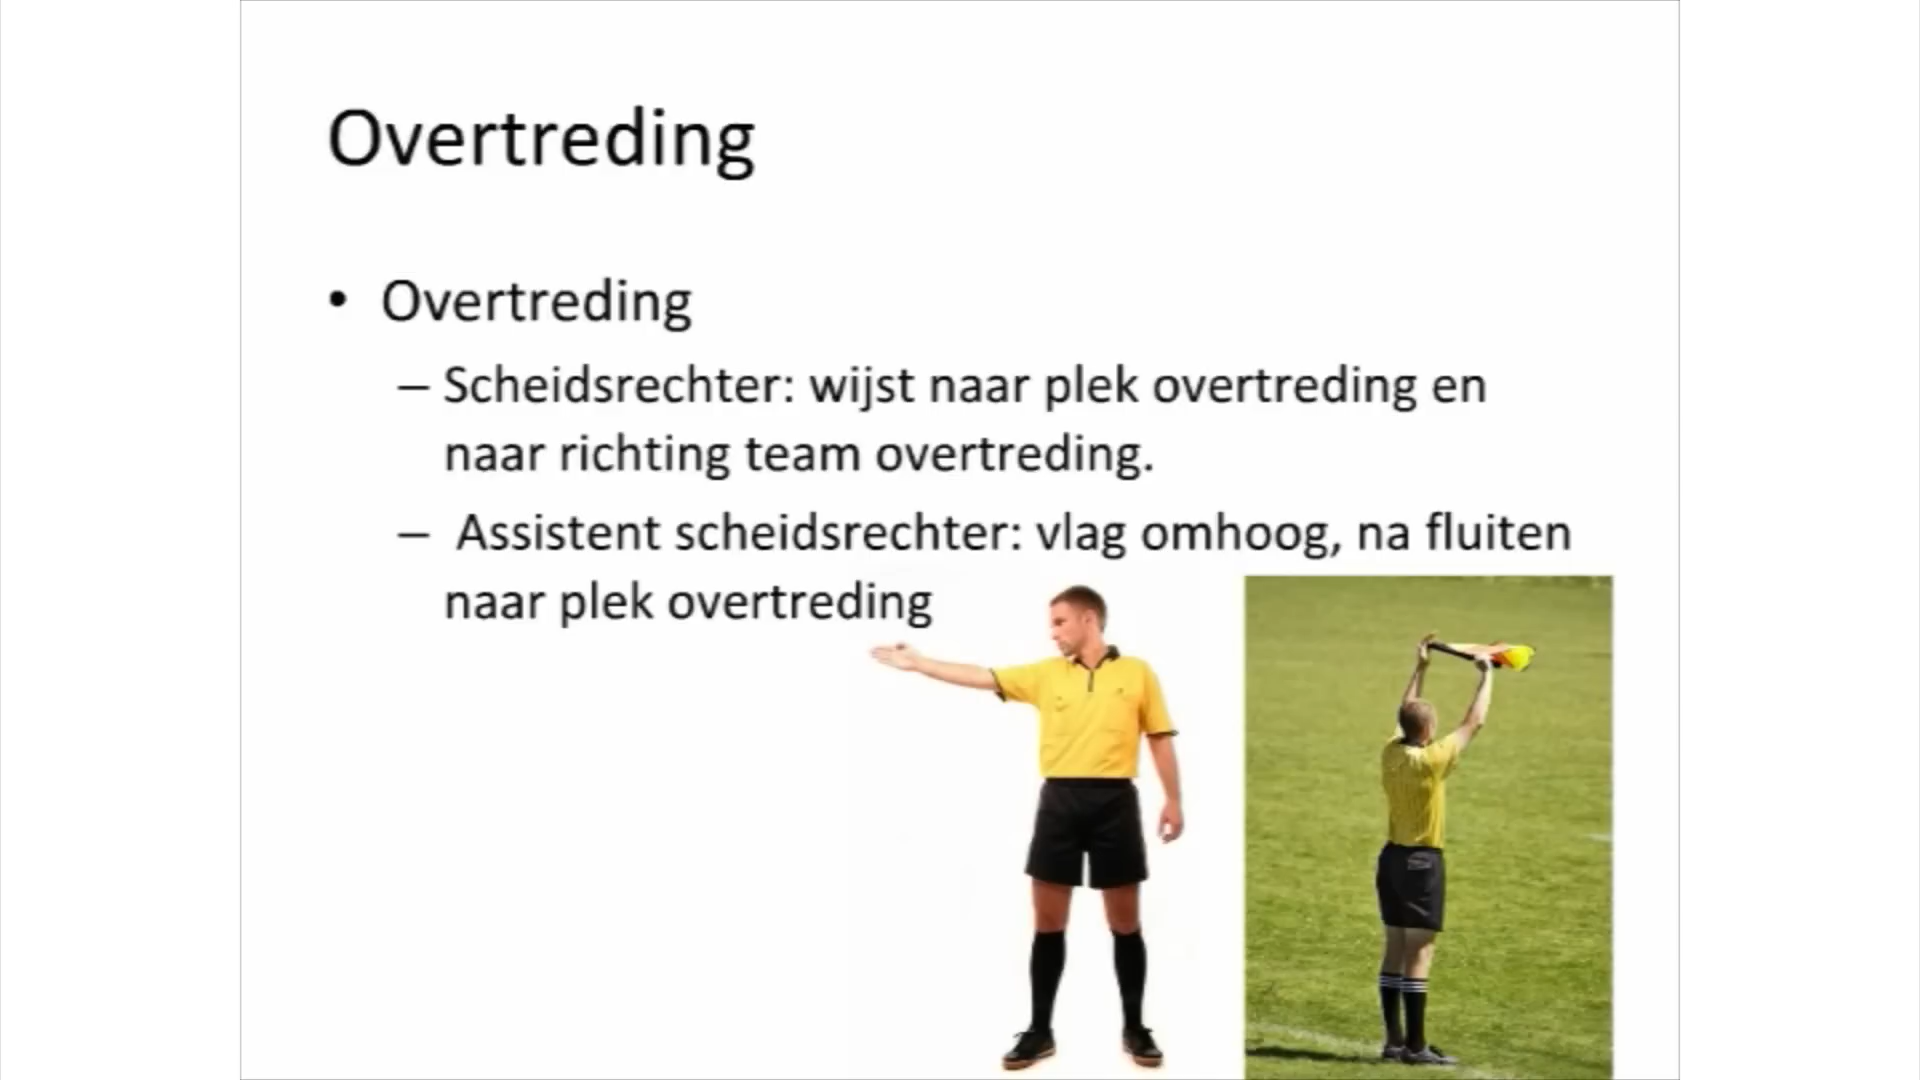 Overtreding
• Overtreding
– Scheidsrechter: wijst naar plek overtreding en
naar richting team overtreding.
– Assistent scheidsrechter: vlag omhoog, na fluiten
naar plek overtreding